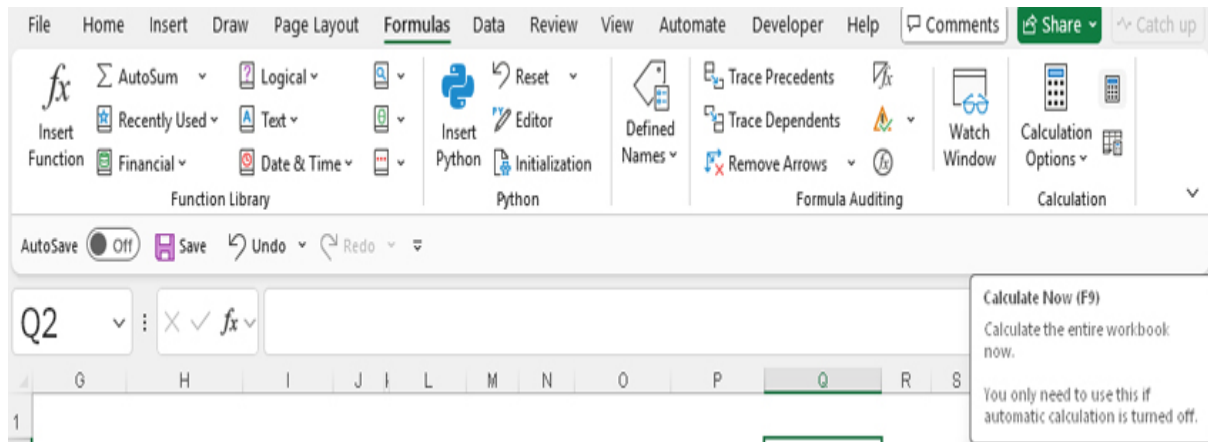 File Home Insert Draw Page Layout Formulas Data Review View Automate Developer Help Comments Share Catch up
fx AutoSum Logical Reset Trace Precedents fx
Insert Function Recently Used Text Insert Python Editor Defined Names Trace Dependents Watch Window Calculation Options
Financial Date & Time Initialization Remove Arrows fx
Function Library Python Formula Auditing Calculation
AutoSave Off Save Undo Redo
Q2 fx
G H I J L M N O P Q R S
1
Calculate Now (F9)
Calculate the entire workbook
now.
You only need to use this if
automatic calculation is turned off.